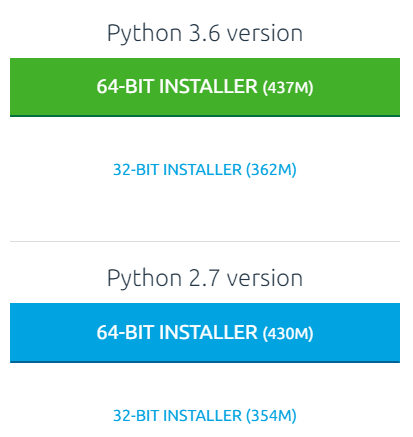 Python 3.6 version
64-BIT INSTALLER (437M)
32-BIT INSTALLER (362M)
Python 2.7 version
64-BIT INSTALLER (430M)
32-BIT INSTALLER (354M)